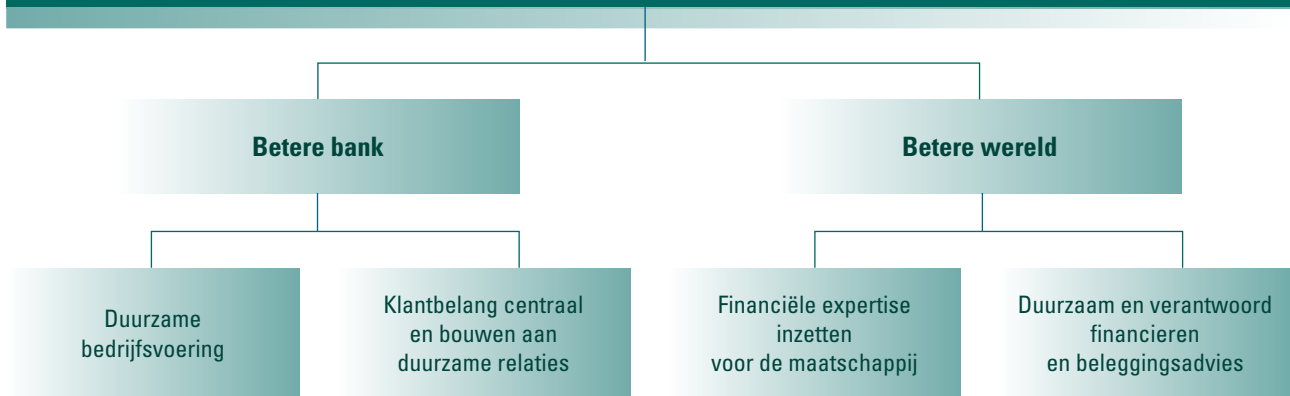 Betere bank
Betere wereld
Duurzame
bedrijfsvoering
Klantbelang centraal
en bouwen aan
duurzame relaties
Financiële expertise
inzetten
voor de maatschappij
Duurzaam en verantwoord
financieren
en beleggingsadvies